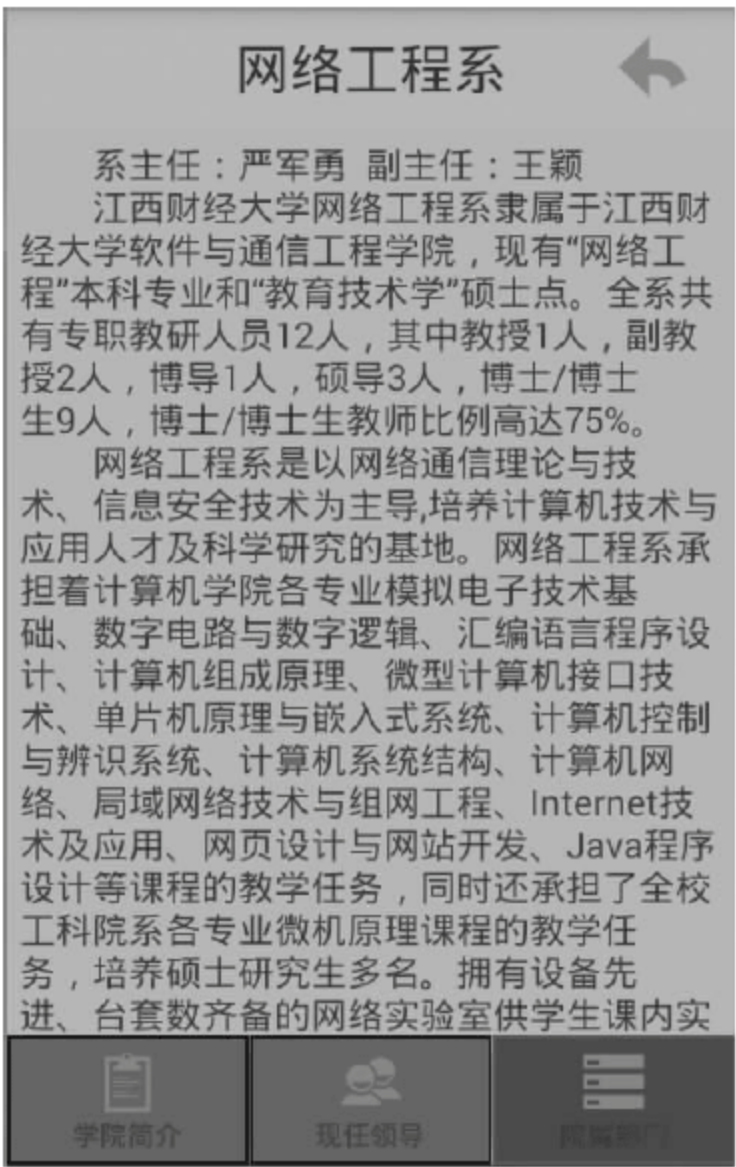 网络工程系
系主任：严军勇 副主任：王颖
江西财经大学网络工程系隶属于江西财
经大学软件与通信工程学院，现有“网络工
程”本科专业和“教育技术学”硕士点。全系共
有专职教研人员12人，其中教授1人，副教
授2人，博导1人，硕导3人，博士/博士
生9人，博士/博士生教师比例高达75%。
网络工程系是以网络通信理论与技
术、信息安全技术为主导,培养计算机技术与
应用人才及科学研究的基地。网络工程系承
担着计算机学院各专业模拟电子技术基
础、数字电路与数字逻辑、汇编语言程序设
计、计算机组成原理、微型计算机接口技
术、单片机原理与嵌入式系统、计算机控制
与辨识系统、计算机系统结构、计算机网
络、局域网络技术与组网工程、Internet技
术及应用、网页设计与网站开发、Java程序
设计等课程的教学任务，同时还承担了全校
工科院系各专业微机原理课程的教学任
务，培养硕士研究生多名。拥有设备先
进、台套数齐备的网络实验室供学生课内实
学院简介
现任领导